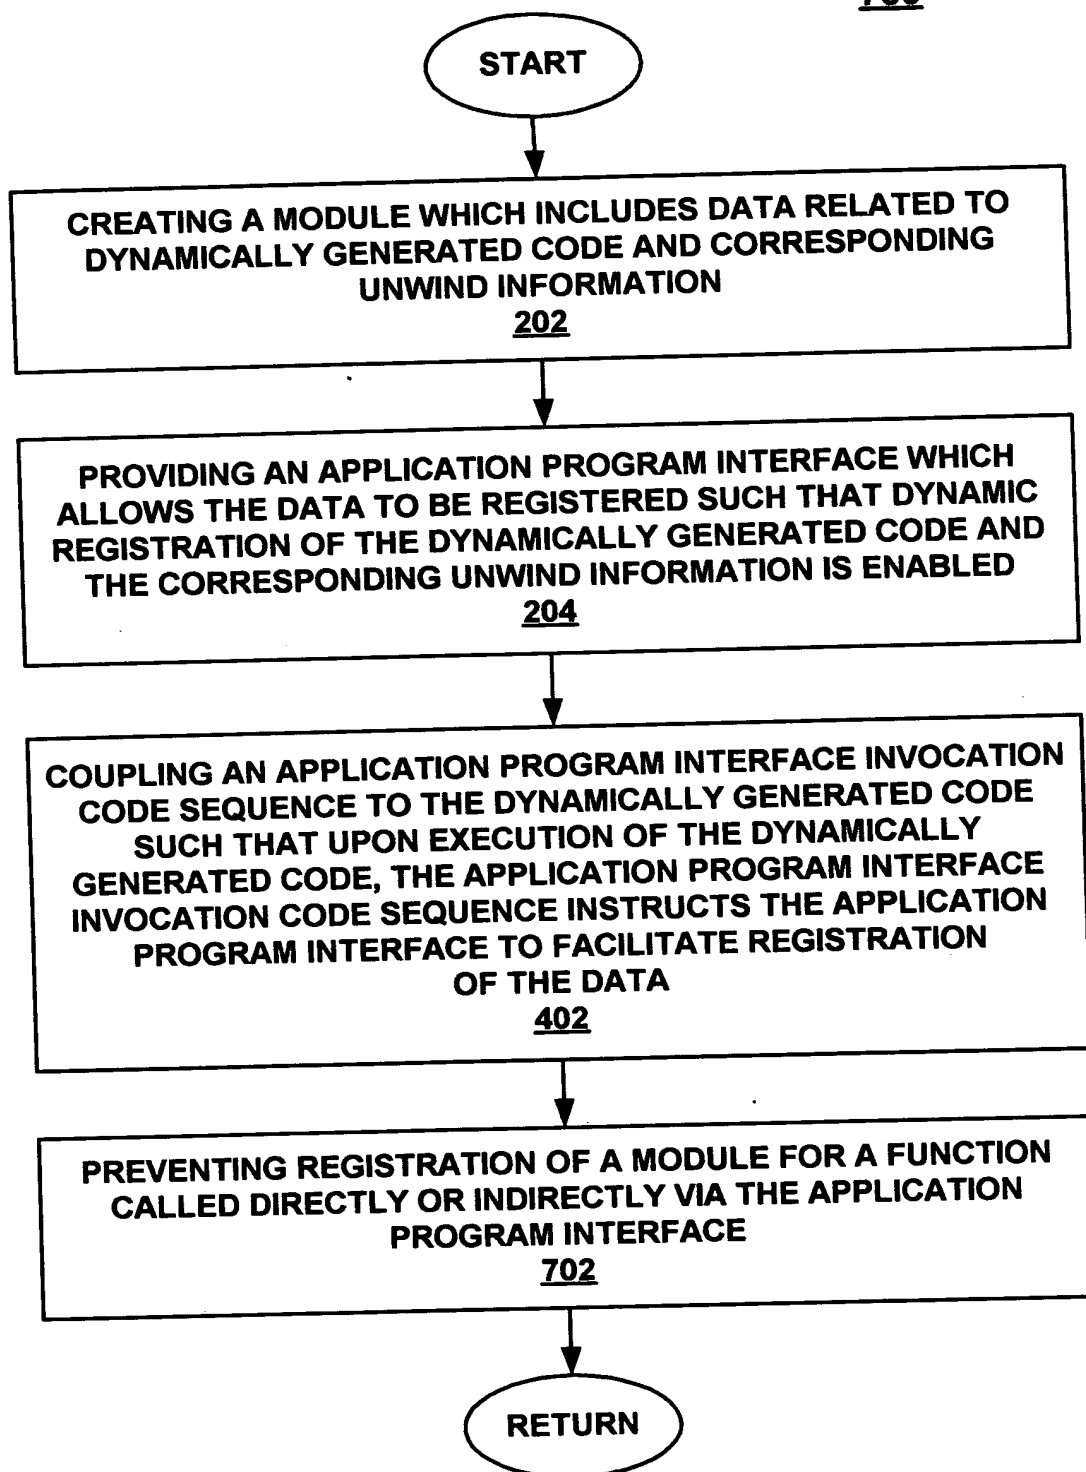 START
CREATING A MODULE WHICH INCLUDES DATA RELATED TO
DYNAMICALLY GENERATED CODE AND CORRESPONDING
UNWIND INFORMATION
202
PROVIDING AN APPLICATION PROGRAM INTERFACE WHICH
ALLOWS THE DATA TO BE REGISTERED SUCH THAT DYNAMIC
REGISTRATION OF THE DYNAMICALLY GENERATED CODE AND
THE CORRESPONDING UNWIND INFORMATION IS ENABLED
204
COUPLING AN APPLICATION PROGRAM INTERFACE INVOCATION
CODE SEQUENCE TO THE DYNAMICALLY GENERATED CODE
SUCH THAT UPON EXECUTION OF THE DYNAMICALLY
GENERATED CODE, THE APPLICATION PROGRAM INTERFACE
INVOCATION CODE SEQUENCE INSTRUCTS THE APPLICATION
PROGRAM INTERFACE TO FACILITATE REGISTRATION
OF THE DATA
402
PREVENTING REGISTRATION OF A MODULE FOR A FUNCTION
CALLED DIRECTLY OR INDIRECTLY VIA THE APPLICATION
PROGRAM INTERFACE
702
RETURN